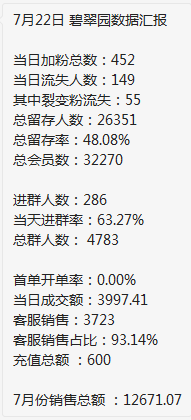 7月22日 碧翠园数据汇报
当日加粉总数：452
当日流失人数：149
其中裂变粉流失：55
总留存人数：26351
总留存率：48.08%
总会员数：32270
进群人数：286
当天进群率：63.27%
总群人数： 4783
首单开单率：0.00%
当日成交额：3997.41
客服销售：3723
客服销售占比：93.14%
充值总额 ：600
7月份销售总额 ：12671.07